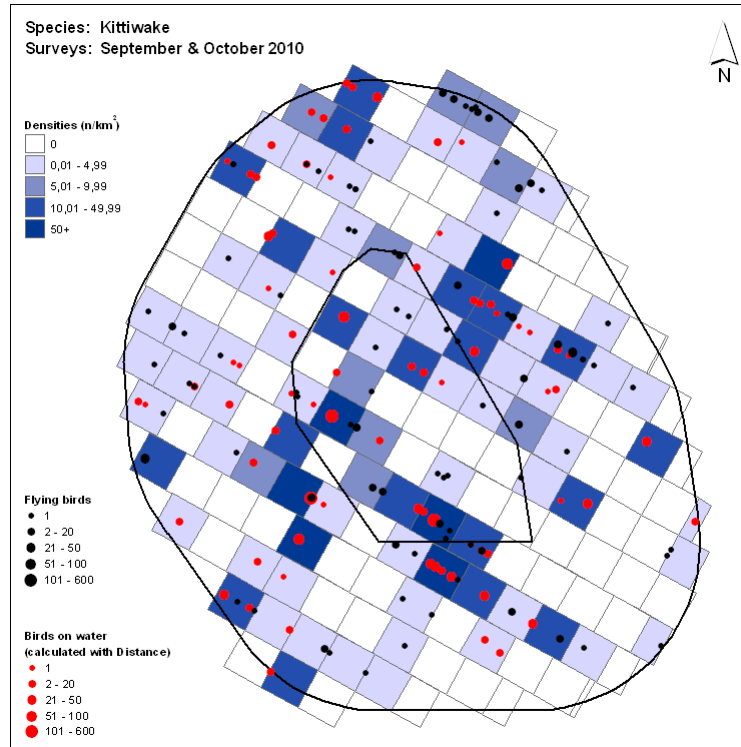 Species: Kittiwake
Surveys: September & October 2010
N
Densities (n/km²)
0
0,01 - 4,99
5,01 - 9,99
10,01 - 49,99
50+
Flying birds
1
2 - 20
21 - 50
51 - 100
101 - 600
Birds on water
(calculated with Distance)
1
2 - 20
21 - 50
51 - 100
101 - 600